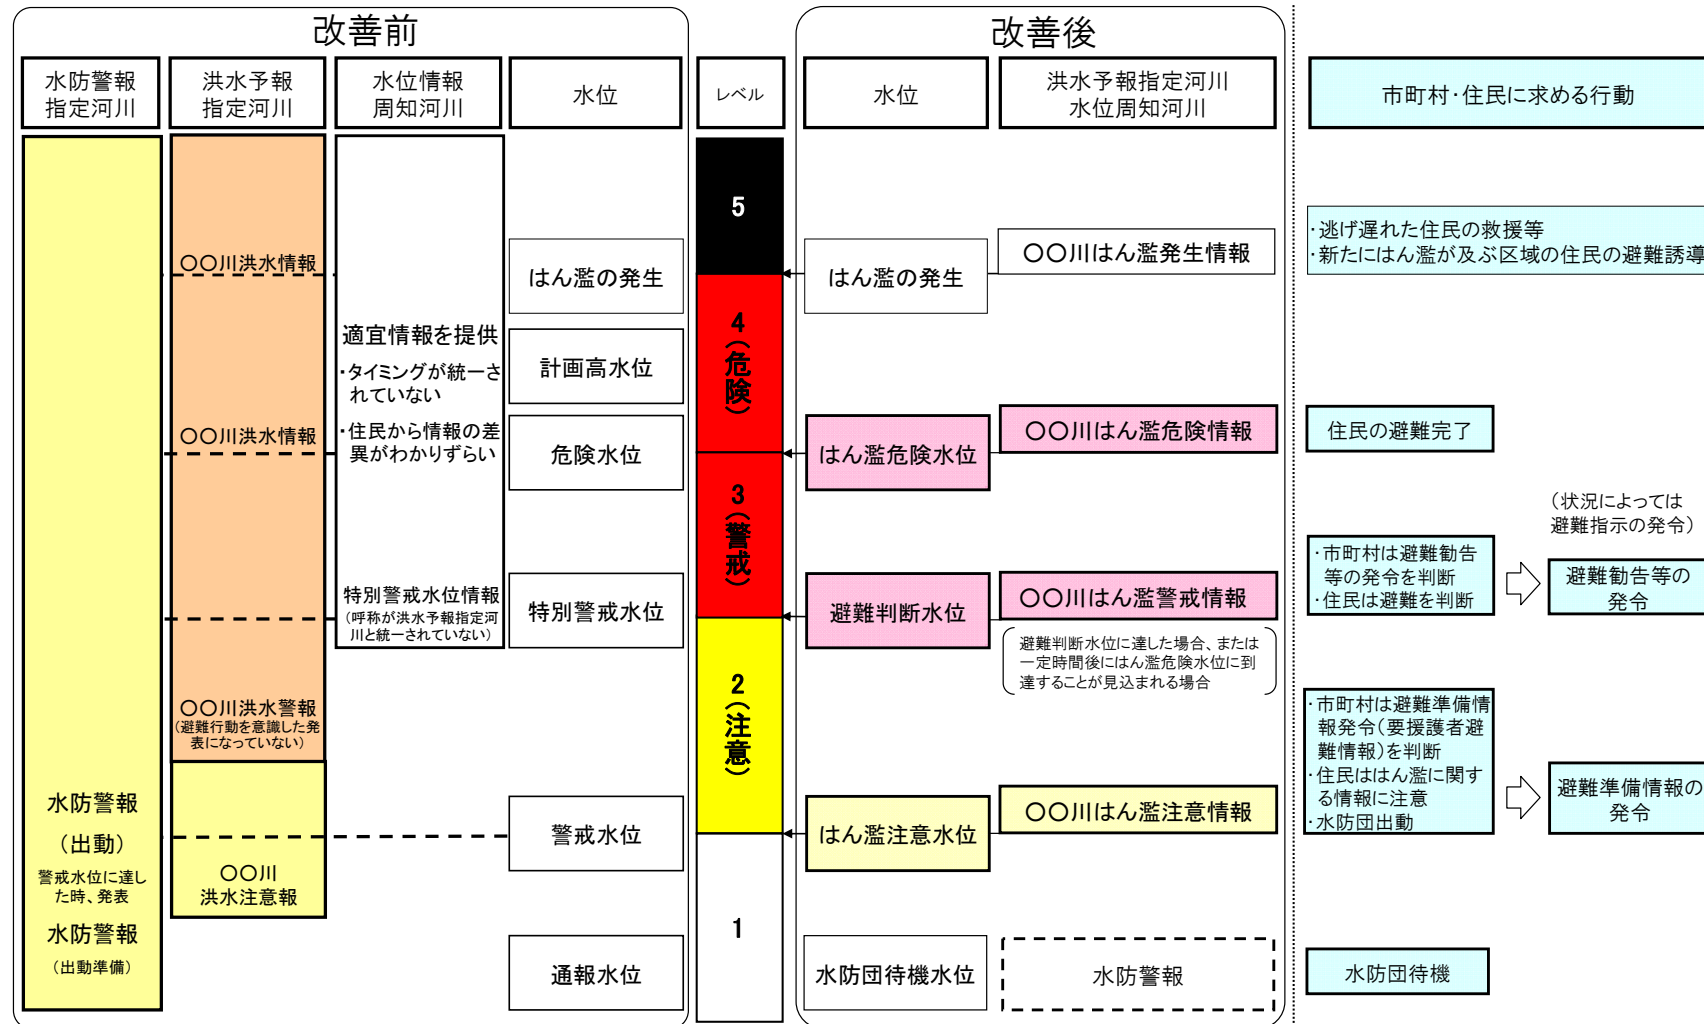 改善前
水防警報
指定河川
洪水予報
指定河川
水位情報
周知河川
水位
〇〇川洪水情報
〇〇川洪水情報
〇〇川洪水警報
（避難行動を意識した発
表になっていない）
〇〇川
洪水注意報
水防警報
（出動）
警戒水位に達し
た時、発表
水防警報
（出動準備）
適宜情報を提供
・タイミングが統一さ
れていない
・住民から情報の差
異がわかりずらい
特別警戒水位情報
（呼称が洪水予報指定河
川と統一されていない）
はん濫の発生
計画高水位
危険水位
特別警戒水位
警戒水位
通報水位
レベル
5
4（危険）
3（警戒）
2（注意）
1
改善後
水位
洪水予報指定河川
水位周知河川
はん濫の発生
〇〇川はん濫発生情報
はん濫危険水位
〇〇川はん濫危険情報
避難判断水位
〇〇川はん濫警戒情報
避難判断水位に達した場合、または
一定時間後にはん濫危険水位に到
達することが見込まれる場合
はん濫注意水位
〇〇川はん濫注意情報
水防団待機水位
水防警報
市町村・住民に求める行動
・逃げ遅れた住民の救援等
・新たにはん濫が及ぶ区域の住民の避難誘導
住民の避難完了
（状況によっては
避難指示の発令）
・市町村は避難勧告
等の発令を判断
・住民は避難を判断
避難勧告等の
発令
・市町村は避難準備情
報発令（要援護者避
難情報）を判断
・住民ははん濫に関す
る情報に注意
・水防団出動
避難準備情報の
発令
水防団待機